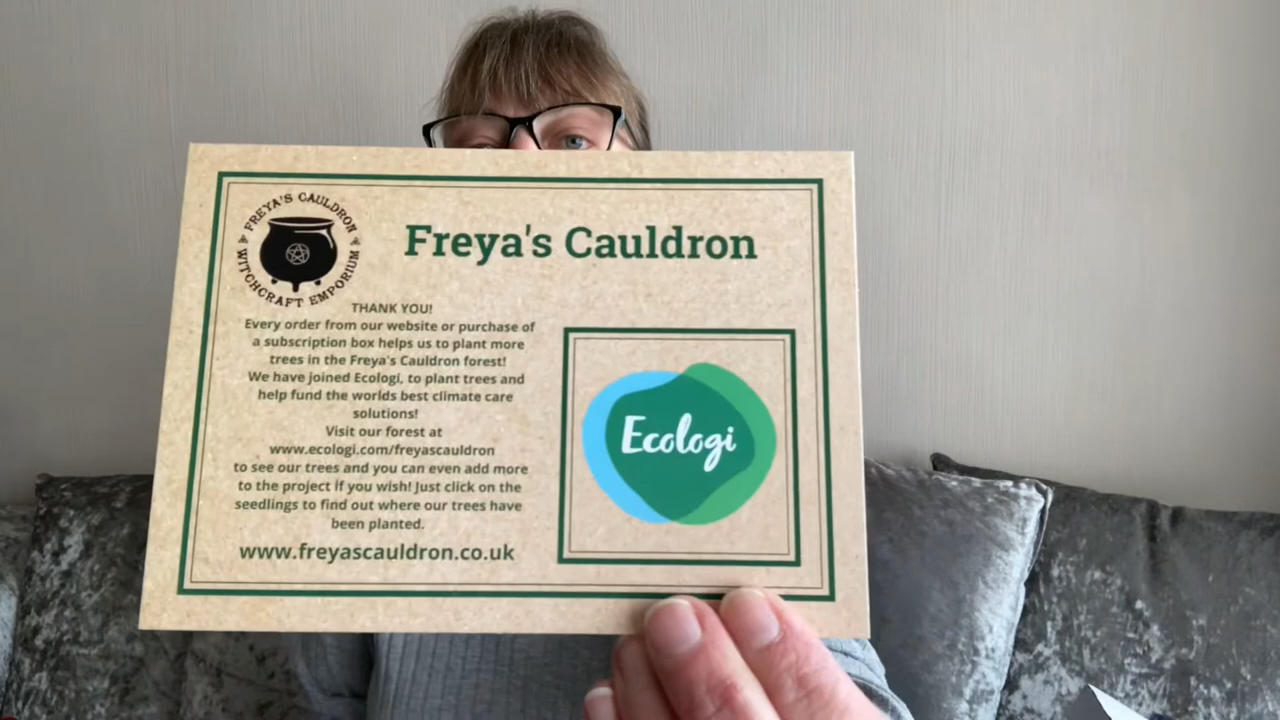 FREYA'S CAULDRON
WITCHCRAFT EMPORIUM
Freya's Cauldron
THANK YOU!
Every order from our website or purchase of
a subscription box helps us to plant more
trees in the Freya's Cauldron forest!
We have joined Ecologi, to plant trees and
help fund the worlds best climate care
solutions!
Visit our forest at
www.ecologi.com/freyascauldron
to see our trees and you can even add more
to the project if you wish! Just click on the
seedlings to find out where our trees have
been planted.
www.freyascauldron.co.uk
Ecologi